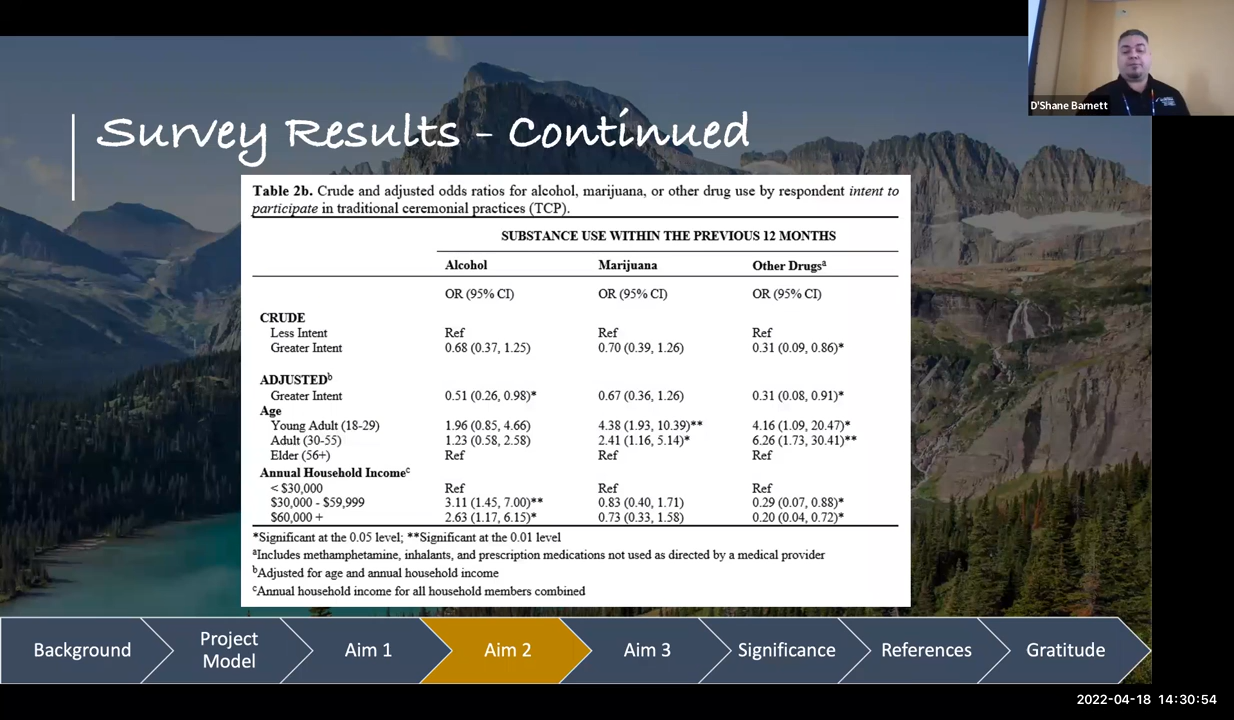 D'Shane Barnett
Survey Results - Continued
Table 2b. Crude and adjusted odds ratios for alcohol, marijuana, or other drug use by respondent intent to
participate in traditional ceremonial practices (TCP).
SUBSTANCE USE WITHIN THE PREVIOUS 12 MONTHS
Alcohol Marijuana Other Drugsᵃ
OR (95% CI) OR (95% CI) OR (95% CI)
CRUDE
Less Intent Ref Ref Ref
Greater Intent 0.68 (0.37, 1.25) 0.70 (0.39, 1.26) 0.31 (0.09, 0.86)*
ADJUSTEDᵇ
Greater Intent 0.51 (0.26, 0.98)* 0.67 (0.36, 1.26) 0.31 (0.08, 0.91)*
Age
Young Adult (18-29) 1.96 (0.85, 4.66) 4.38 (1.93, 10.39)** 4.16 (1.09, 20.47)*
Adult (30-55) 1.23 (0.58, 2.58) 2.41 (1.16, 5.14)* 6.26 (1.73, 30.41)**
Elder (56+) Ref Ref Ref
Annual Household Incomeᶜ
< $30,000 Ref Ref Ref
$30,000 - $59,999 3.11 (1.45, 7.00)** 0.83 (0.40, 1.71) 0.29 (0.07, 0.88)*
$60,000 + 2.63 (1.17, 6.15)* 0.73 (0.33, 1.58) 0.20 (0.04, 0.72)*
*Significant at the 0.05 level; **Significant at the 0.01 level
ᵃIncludes methamphetamine, inhalants, and prescription medications not used as directed by a medical provider
ᵇAdjusted for age and annual household income
ᶜAnnual household income for all household members combined
Background
Project
Model
Aim 1
Aim 2
Aim 3
Significance
References
Gratitude
2022-04-18 14:30:54